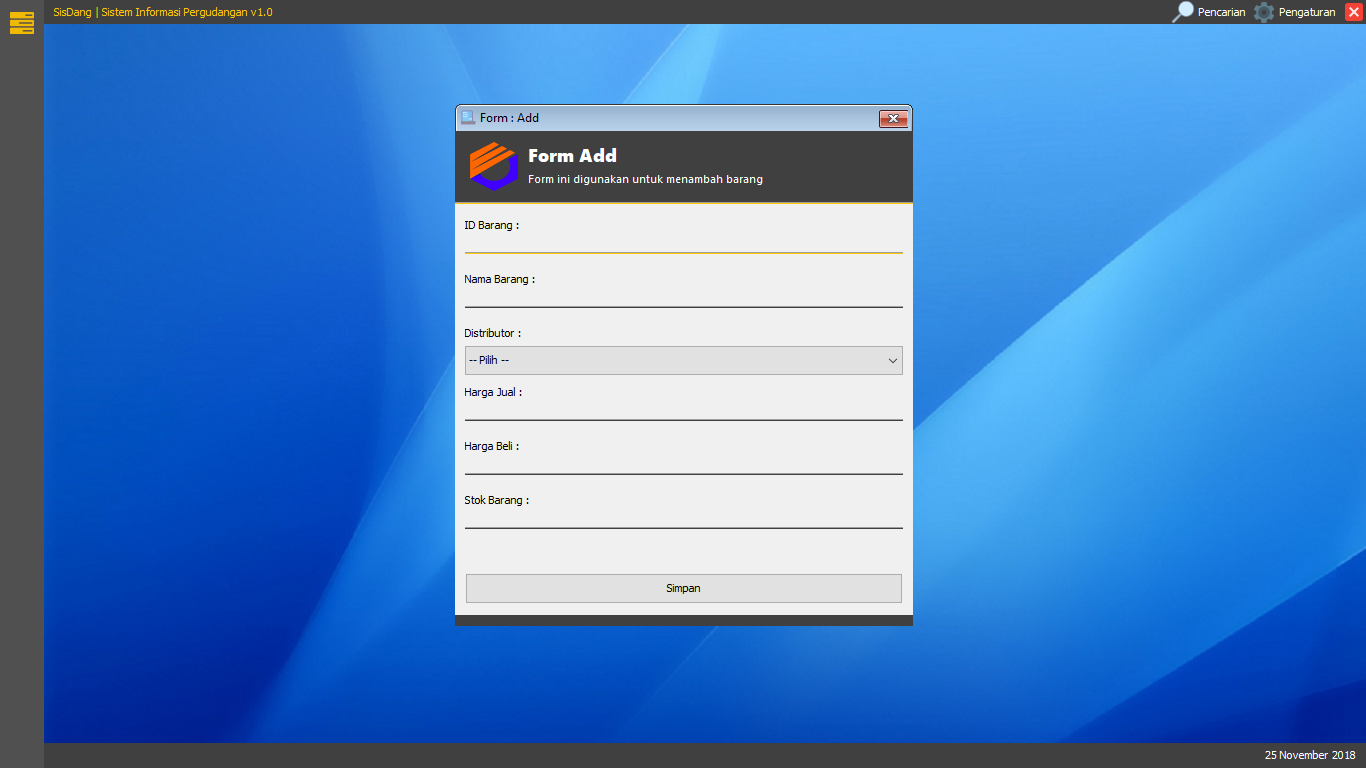 SisDang | Sistem Informasi Pergudangan v1.0
Pencarian
Pengaturan
Form : Add
Form Add
Form ini digunakan untuk menambah barang
ID Barang :
Nama Barang :
Distributor :
-- Pilih --
Harga Jual :
Harga Beli :
Stok Barang :
Simpan
25 November 2018